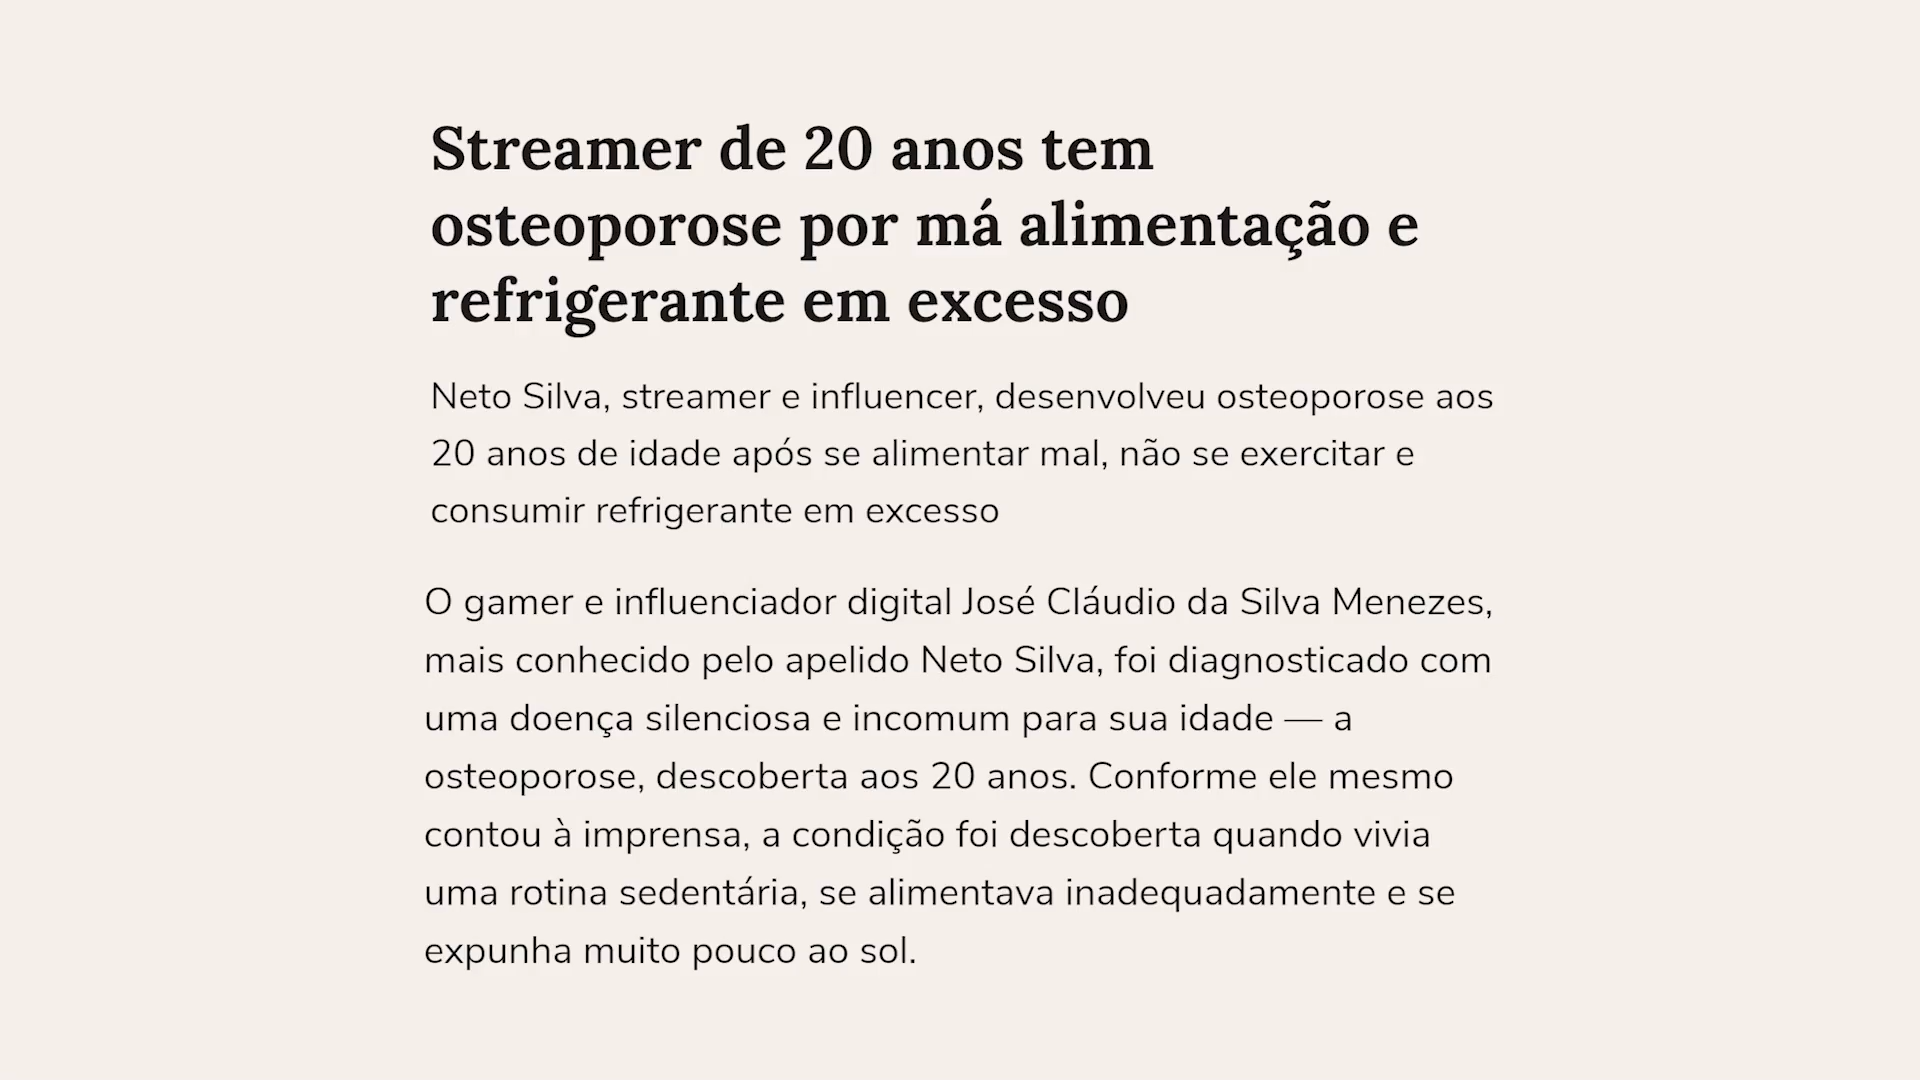 Streamer de 20 anos tem
osteoporose por má alimentação e
refrigerante em excesso
Neto Silva, streamer e influencer, desenvolveu osteoporose aos
20 anos de idade após se alimentar mal, não se exercitar e
consumir refrigerante em excesso
O gamer e influenciador digital José Cláudio da Silva Menezes,
mais conhecido pelo apelido Neto Silva, foi diagnosticado com
uma doença silenciosa e incomum para sua idade — a
osteoporose, descoberta aos 20 anos. Conforme ele mesmo
contou à imprensa, a condição foi descoberta quando vivia
uma rotina sedentária, se alimentava inadequadamente e se
expunha muito pouco ao sol.